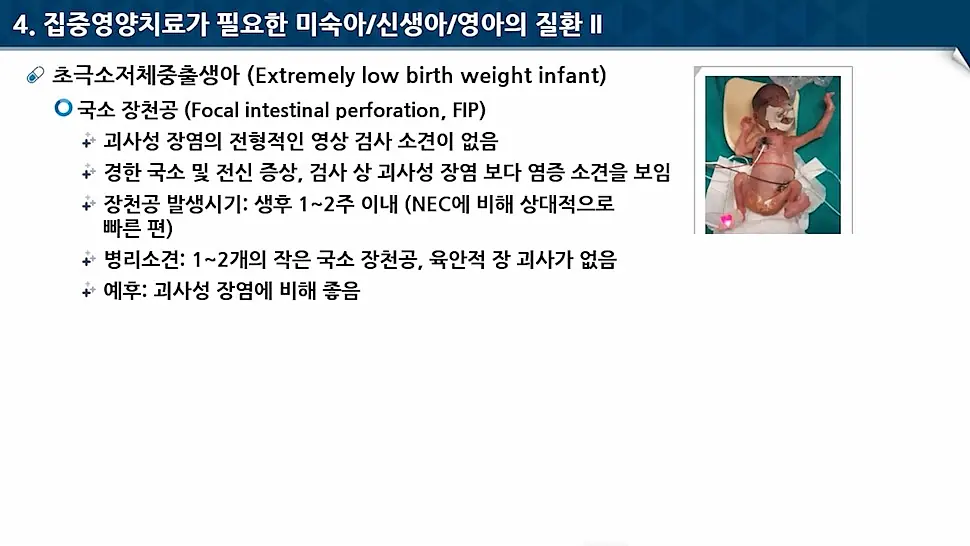 4. 집중영양치료가 필요한 미숙아/신생아/영아의 질환 II
초극소저체중출생아 (Extremely low birth weight infant)
국소 장천공 (Focal intestinal perforation, FIP)
괴사성 장염의 전형적인 영상 검사 소견이 없음
경한 국소 및 전신 증상, 검사 상 괴사성 장염 보다 염증 소견을 보임
장천공 발생시기: 생후 1~2주 이내 (NEC에 비해 상대적으로
빠른 편)
병리소견: 1~2개의 작은 국소 장천공, 육안적 장 괴사가 없음
예후: 괴사성 장염에 비해 좋음